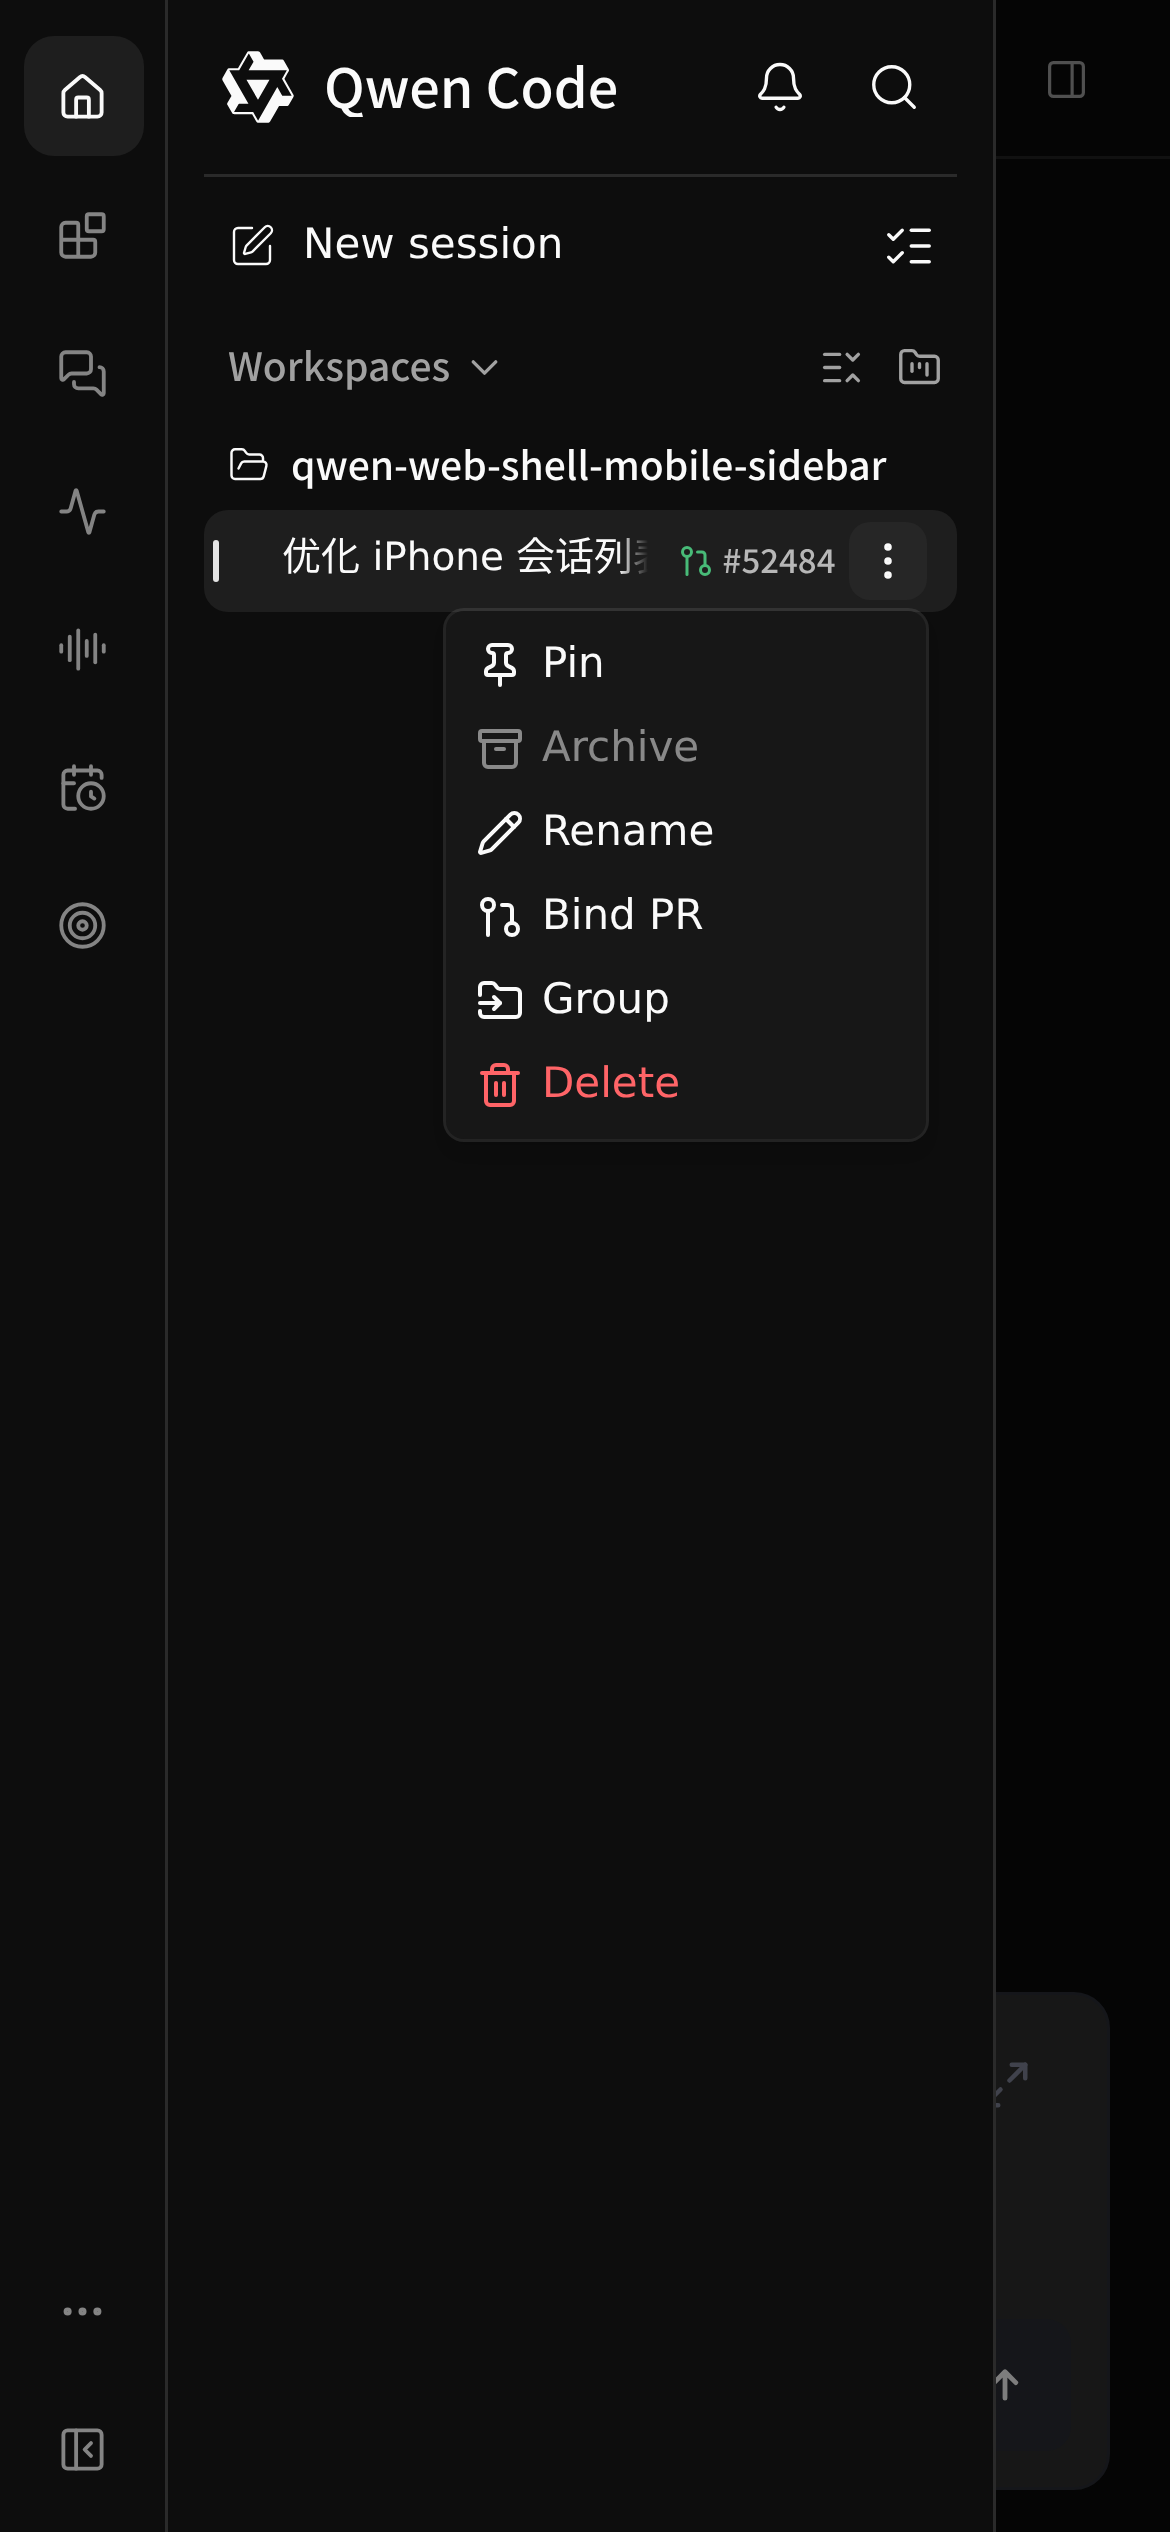 Qwen Code
New session
Workspaces
qwen-web-shell-mobile-sidebar
优化 iPhone 会话列 #52484
Pin
Archive
Rename
Bind PR
Group
Delete